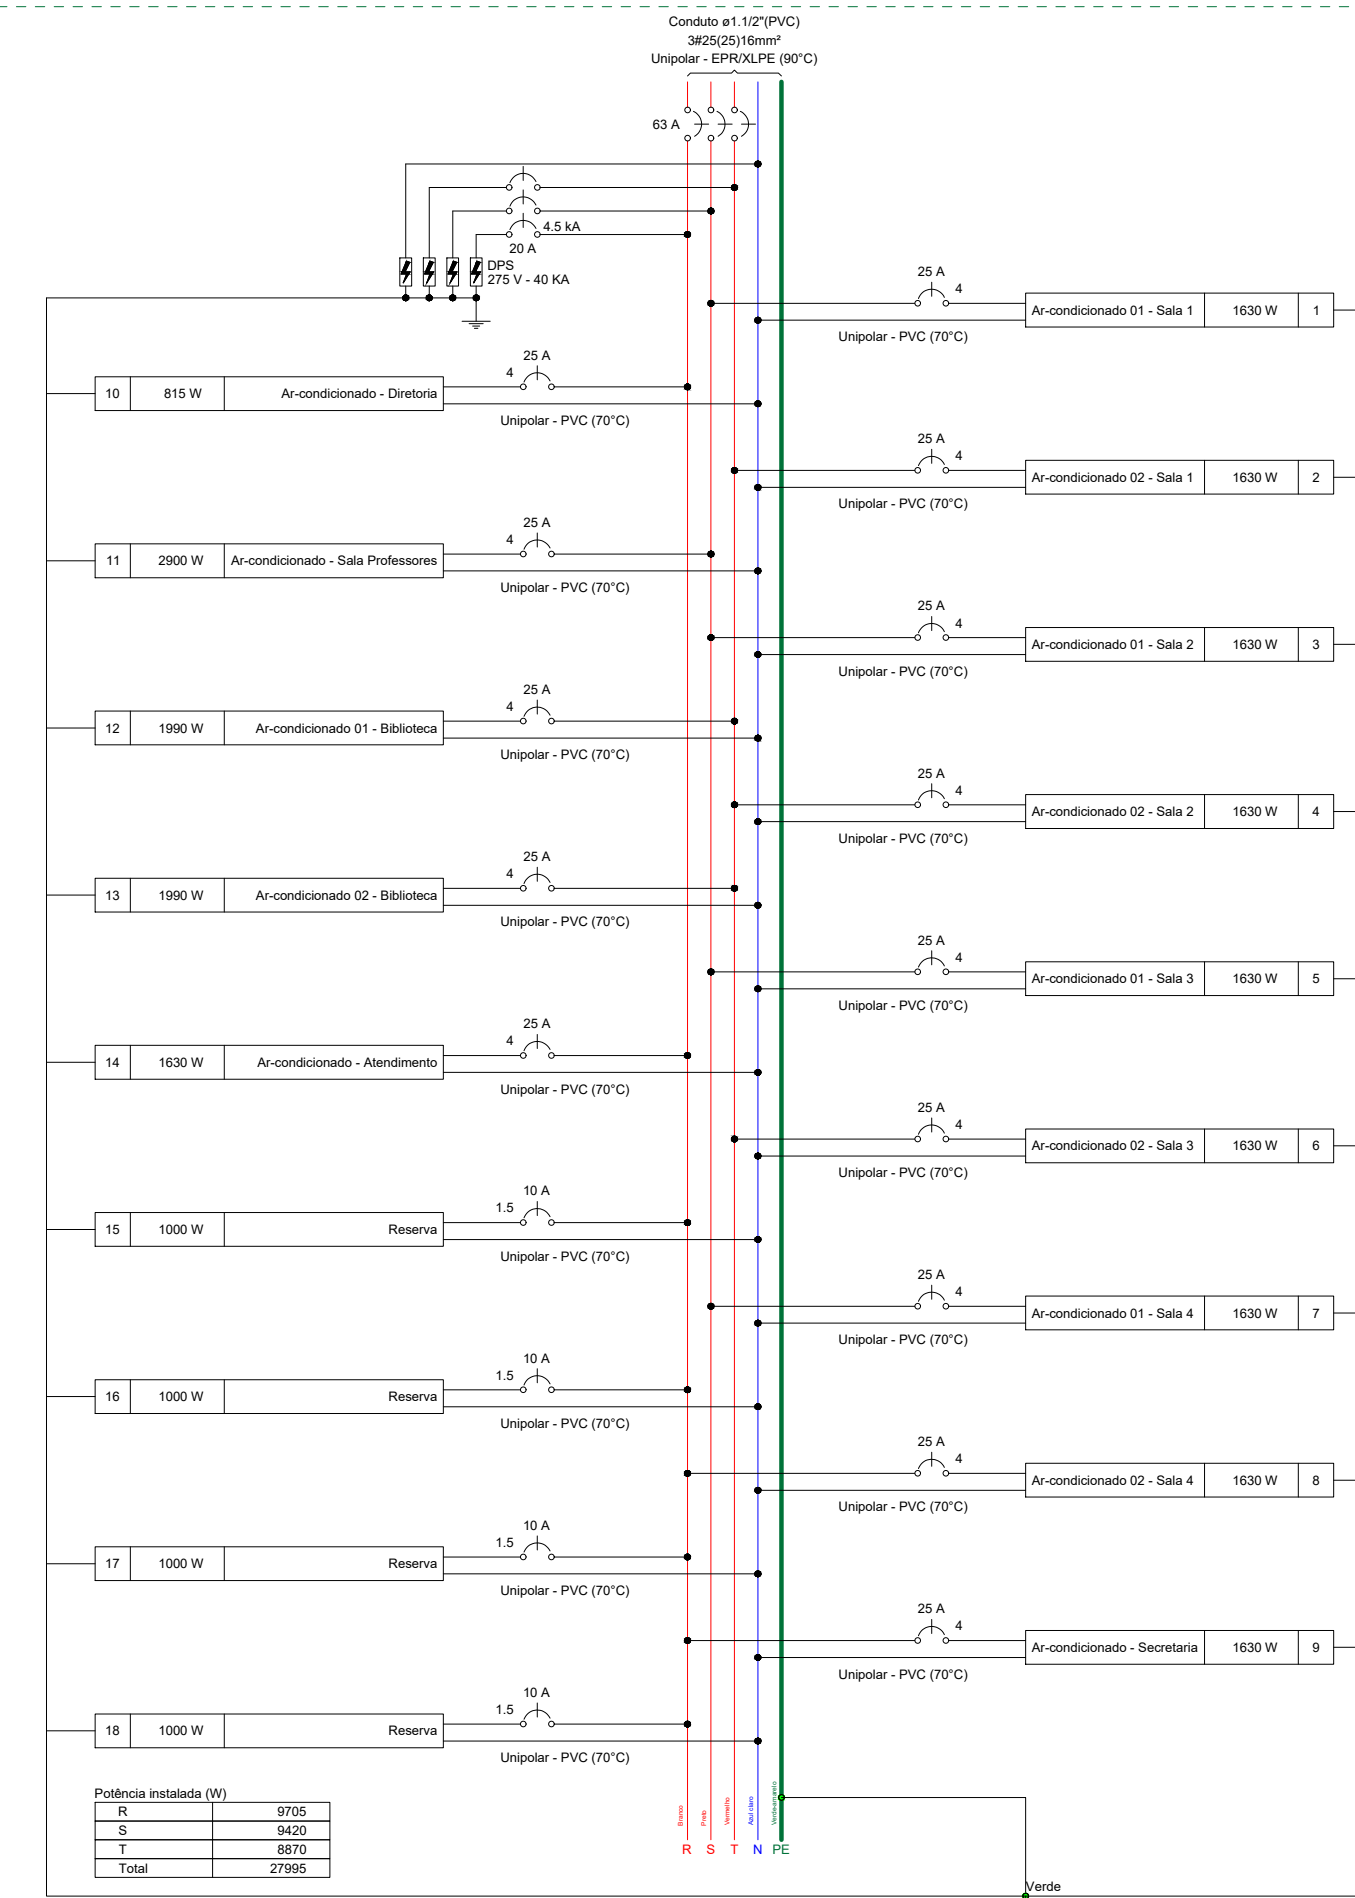 Conduto ø1.1/2"(PVC)
3#25(25)16mm²
Unipolar - EPR/XLPE (90°C)
63 A
4.5 kA
20 A
DPS
275 V - 40 KA
25 A
4
Ar-condicionado 01 - Sala 1 1630 W 1
Unipolar - PVC (70°C)
25 A
4
10 815 W Ar-condicionado - Diretoria
Unipolar - PVC (70°C)
25 A
4
Ar-condicionado 02 - Sala 1 1630 W 2
Unipolar - PVC (70°C)
25 A
4
11 2900 W Ar-condicionado - Sala Professores
Unipolar - PVC (70°C)
25 A
4
Ar-condicionado 01 - Sala 2 1630 W 3
Unipolar - PVC (70°C)
25 A
4
12 1990 W Ar-condicionado 01 - Biblioteca
Unipolar - PVC (70°C)
25 A
4
Ar-condicionado 02 - Sala 2 1630 W 4
Unipolar - PVC (70°C)
25 A
4
13 1990 W Ar-condicionado 02 - Biblioteca
Unipolar - PVC (70°C)
25 A
4
Ar-condicionado 01 - Sala 3 1630 W 5
Unipolar - PVC (70°C)
25 A
4
14 1630 W Ar-condicionado - Atendimento
Unipolar - PVC (70°C)
25 A
4
Ar-condicionado 02 - Sala 3 1630 W 6
Unipolar - PVC (70°C)
10 A
1.5
15 1000 W Reserva
Unipolar - PVC (70°C)
25 A
4
Ar-condicionado 01 - Sala 4 1630 W 7
Unipolar - PVC (70°C)
10 A
1.5
16 1000 W Reserva
Unipolar - PVC (70°C)
25 A
4
Ar-condicionado 02 - Sala 4 1630 W 8
Unipolar - PVC (70°C)
10 A
1.5
17 1000 W Reserva
Unipolar - PVC (70°C)
25 A
4
Ar-condicionado - Secretaria 1630 W 9
Unipolar - PVC (70°C)
10 A
1.5
18 1000 W Reserva
Unipolar - PVC (70°C)
Potência instalada (W)
R 9705
S 9420
T 8870
Total 27995
Branco
Preto
Vermelho
Azul claro
Verde-amarelo
R S T N PE
Verde